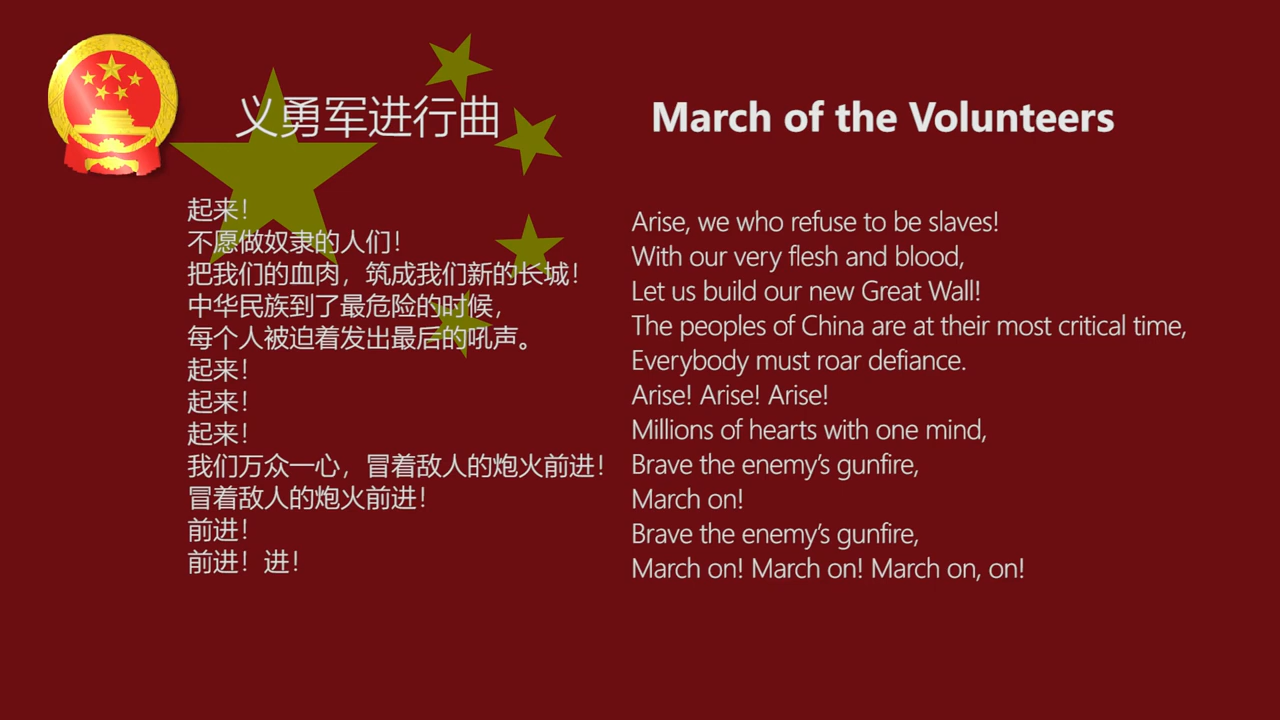 义勇军进行曲
起来！
不愿做奴隶的人们！
把我们的血肉，筑成我们新的长城！
中华民族到了最危险的时候，
每个人被迫着发出最后的吼声。
起来！
起来！
起来！
我们万众一心，冒着敌人的炮火前进！
冒着敌人的炮火前进！
前进！
前进！进！
March of the Volunteers
Arise, we who refuse to be slaves!
With our very flesh and blood,
Let us build our new Great Wall!
The peoples of China are at their most critical time,
Everybody must roar defiance.
Arise! Arise! Arise!
Millions of hearts with one mind,
Brave the enemy’s gunfire,
March on!
Brave the enemy’s gunfire,
March on! March on! March on, on!